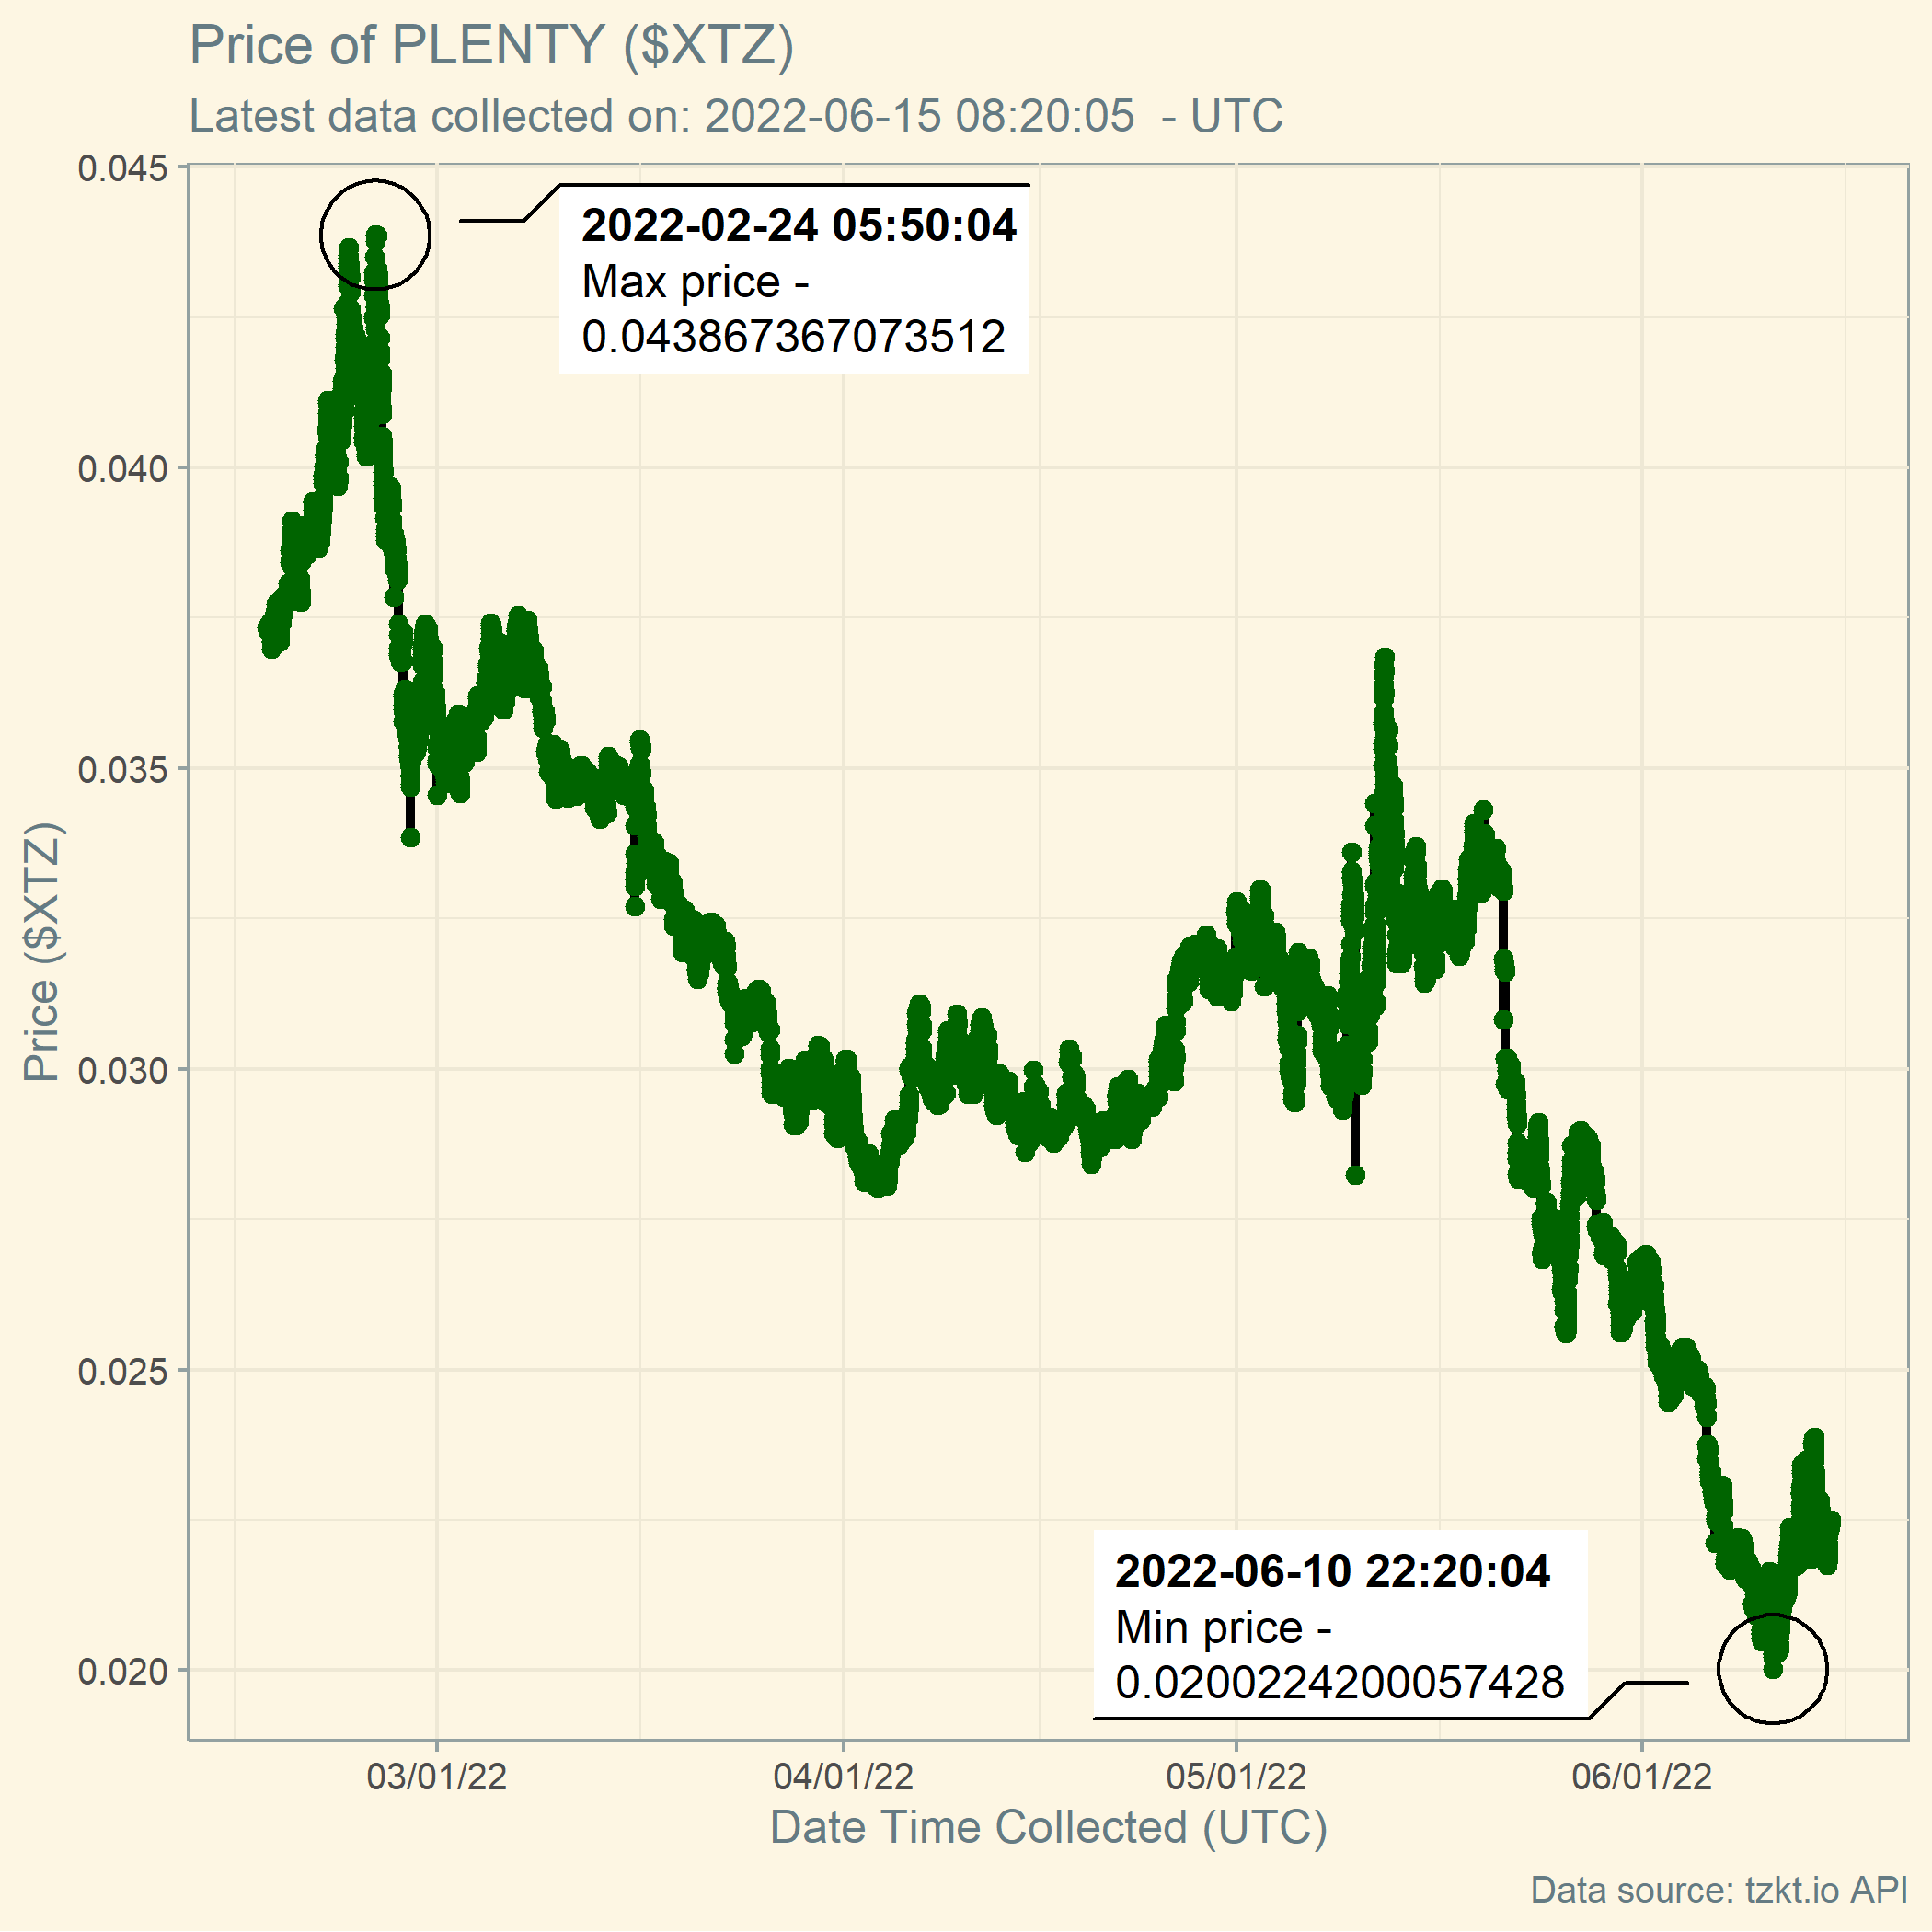 Price of PLENTY ($XTZ)
Latest data collected on: 2022-06-15 08:20:05  - UTC
0.045
0.040
0.035
0.030
0.025
0.020
Price ($XTZ)
2022-02-24 05:50:04
Max price -
0.043867367073512
2022-06-10 22:20:04
Min price -
0.0200224200057428
03/01/22
04/01/22
05/01/22
06/01/22
Date Time Collected (UTC)
Data source: tzkt.io API